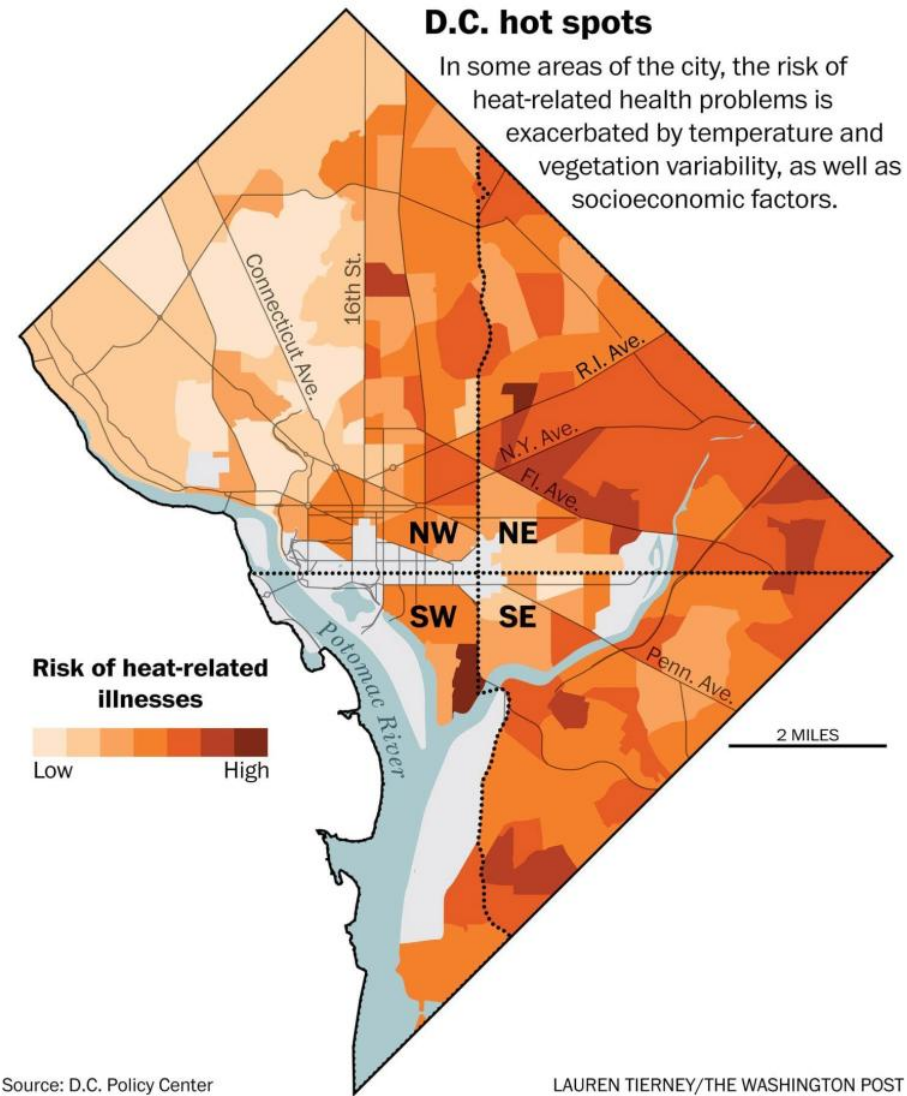 D.C. hot spots
In some areas of the city, the risk of
heat-related health problems is
exacerbated by temperature and
vegetation variability, as well as
socioeconomic factors.
Connecticut Ave.
16th St.
R.I. Ave.
N.Y. Ave.
Fl. Ave.
NW
NE
SW
SE
Potomac River
Penn. Ave.
Risk of heat-related
illnesses
Low
High
2 MILES
Source: D.C. Policy Center
LAUREN TIERNEY/THE WASHINGTON POST